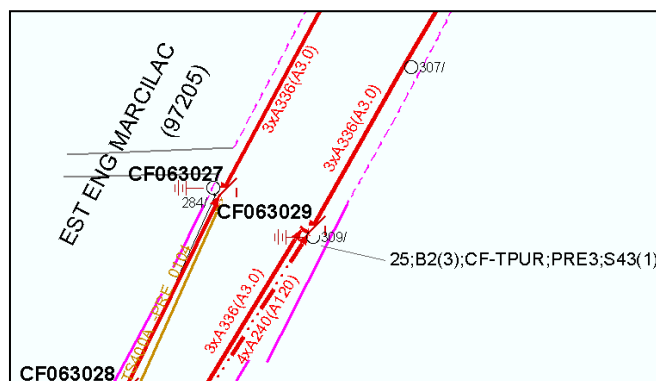 3xA336(A3.0)
307/
3xA336(A3.0)
EST ENG MARCILAC
(97205)
CF063027
284/
CF063029
309/
25;B2(3);CF-TPUR;PRE3;S43(1)
3xA336(A3.0)
4xA240(A120)
CF063028